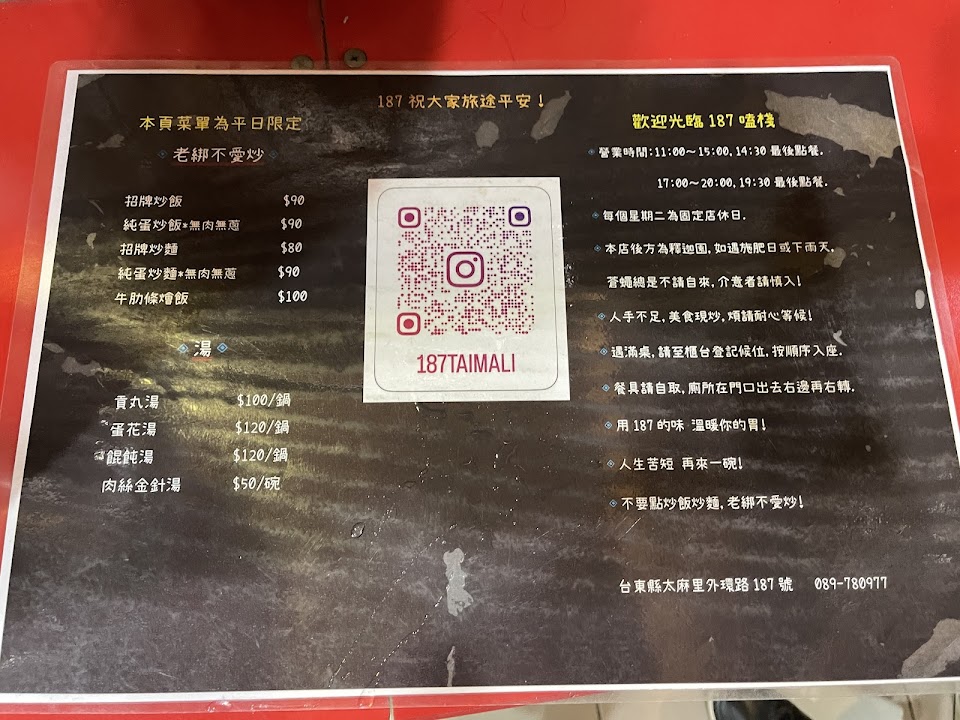 187 祝大家旅途平安！
本頁菜單為平日限定
老綁不愛炒
招牌炒飯 $90
純蛋炒飯*無肉無蔥 $90
招牌炒麵 $80
純蛋炒麵*無肉無蔥 $90
牛肋條燴飯 $100
湯
貢丸湯 $100/鍋
蛋花湯 $120/鍋
餛飩湯 $120/鍋
肉絲金針湯 $50/碗
187TAIMALI
歡迎光臨 187 嗑棧
營業時間:11:00~15:00, 14:30 最後點餐.
17:00~20:00, 19:30 最後點餐.
每個星期二為固定店休日.
本店後方為釋迦園, 如遇施肥日或下雨天,
蒼蠅總是不請自來, 介意者請慎入!
人手不足, 美食現炒, 煩請耐心等候!
遇滿桌, 請至櫃台登記候位, 按順序入座.
餐具請自取, 廁所在門口出去右邊再右轉.
用 187 的味 溫暖你的胃!
人生苦短 再來一碗!
不要點炒飯炒麵, 老綁不愛炒!
台東縣太麻里外環路 187 號 089-780977